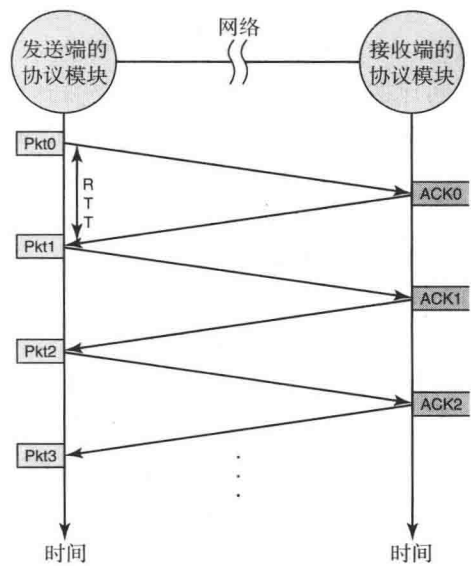 网络
发送端的
协议模块
接收端的
协议模块
Pkt0
R
T
T
ACK0
Pkt1
ACK1
Pkt2
ACK2
Pkt3
时间
时间